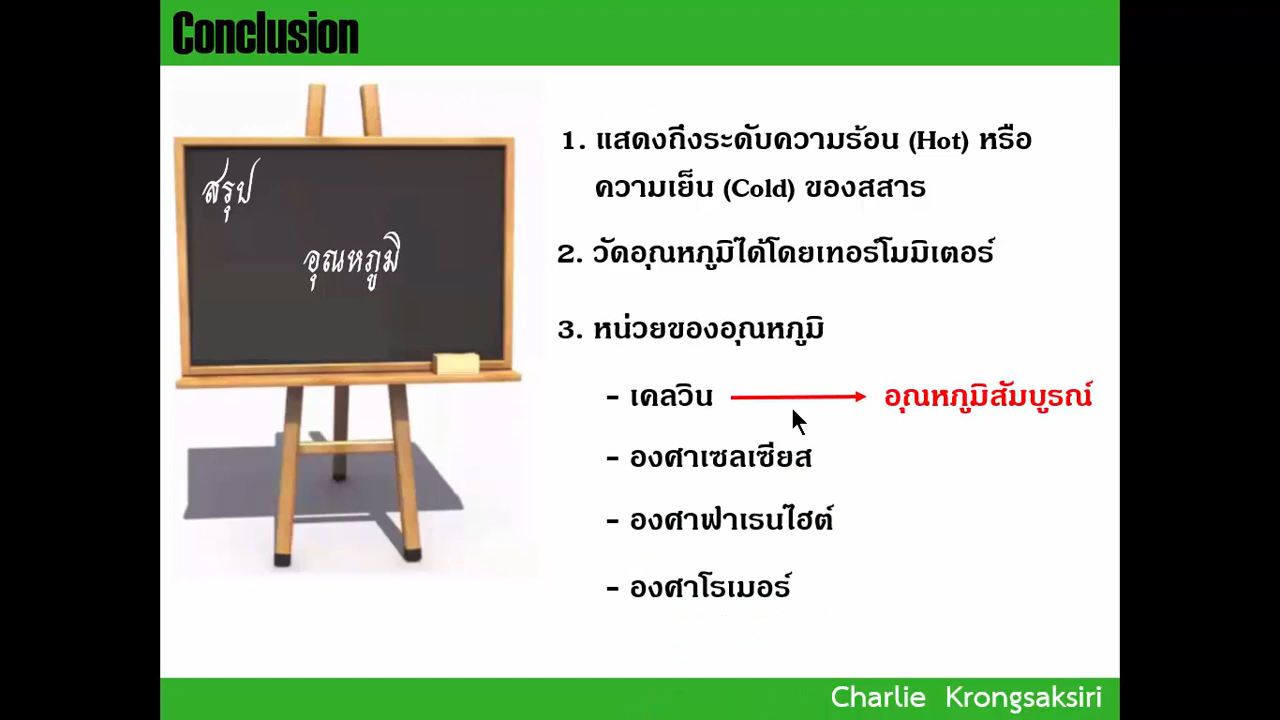 Conclusion
สรุป
อุณหภูมิ
1. แสดงถึงระดับความร้อน (Hot) หรือ
ความเย็น (Cold) ของสสาร
2. วัดอุณหภูมิได้โดยเทอร์โมมิเตอร์
3. หน่วยของอุณหภูมิ
- เคลวิน
อุณหภูมิสัมบูรณ์
- องศาเซลเซียส
- องศาฟาเรนไฮต์
- องศาโรเมอร์
Charlie Krongsaksiri